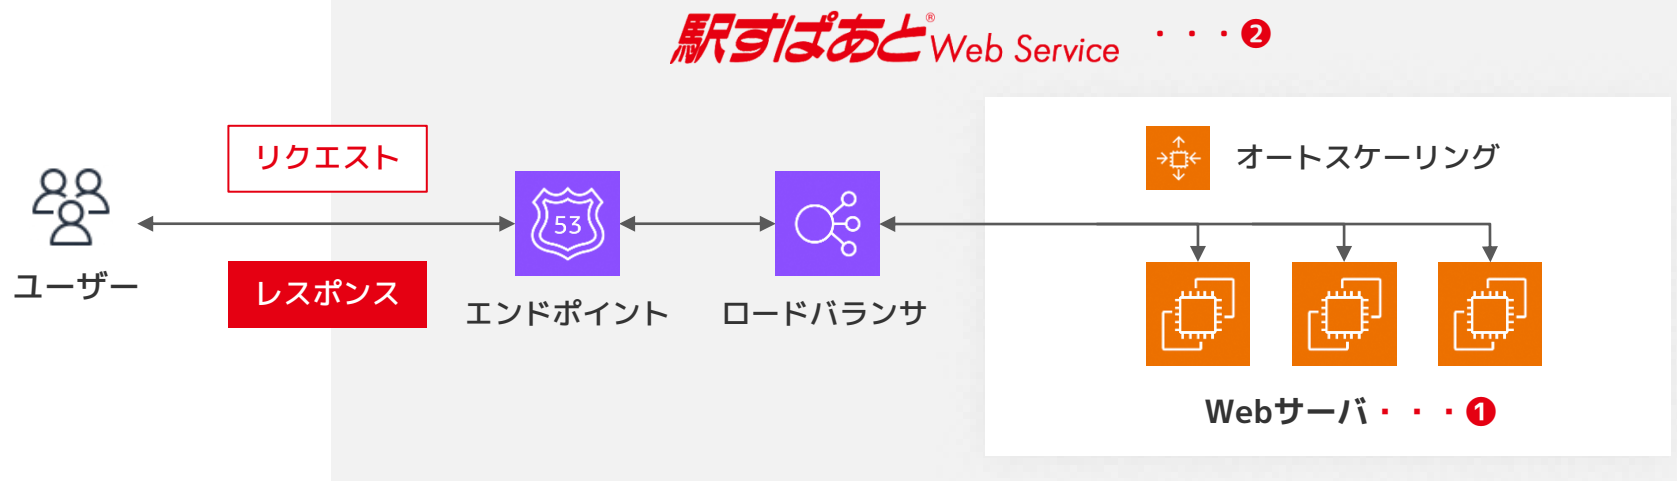 駅すぱあと® Web Service ・・・❷
リクエスト
オートスケーリング
53
ユーザー
レスポンス
エンドポイント
ロードバランサ
Webサーバ・・・❶